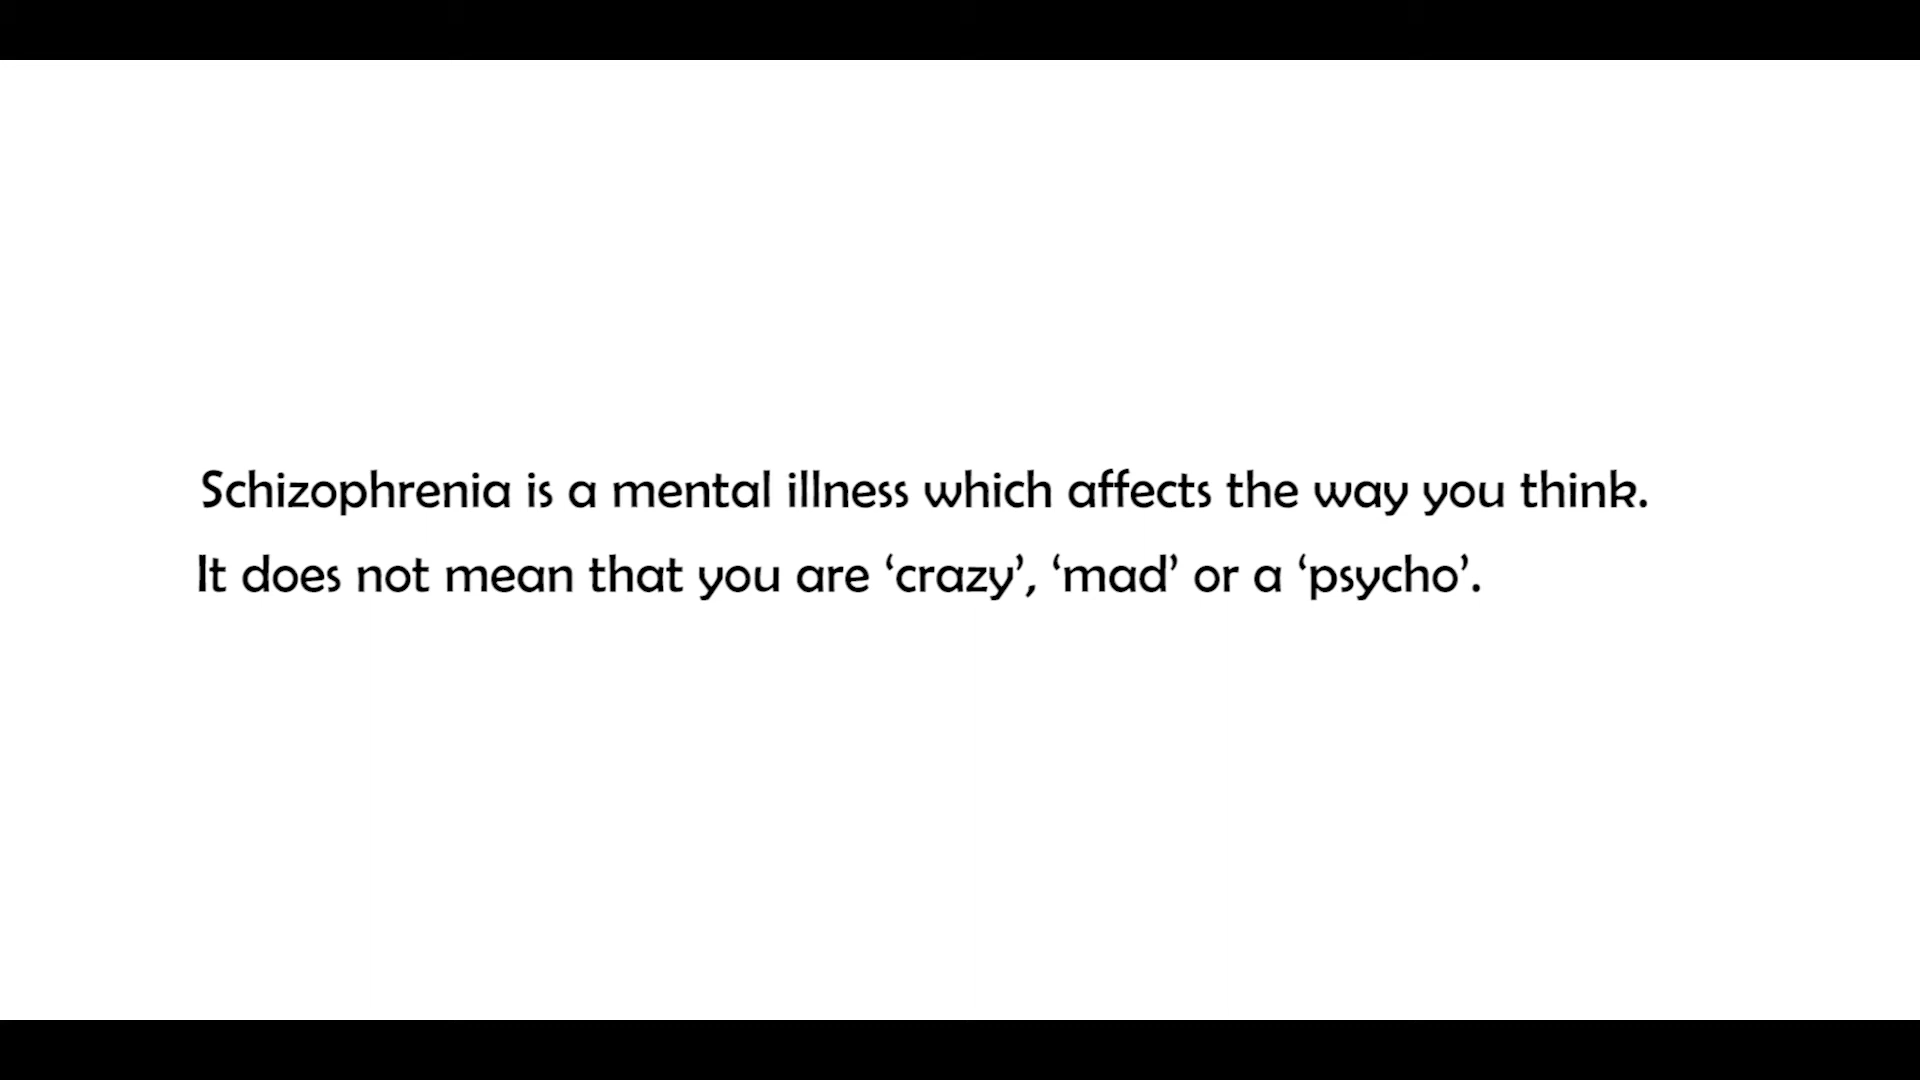 Schizophrenia is a mental illness which affects the way you think.
It does not mean that you are ‘crazy’, ‘mad’ or a ‘psycho’.